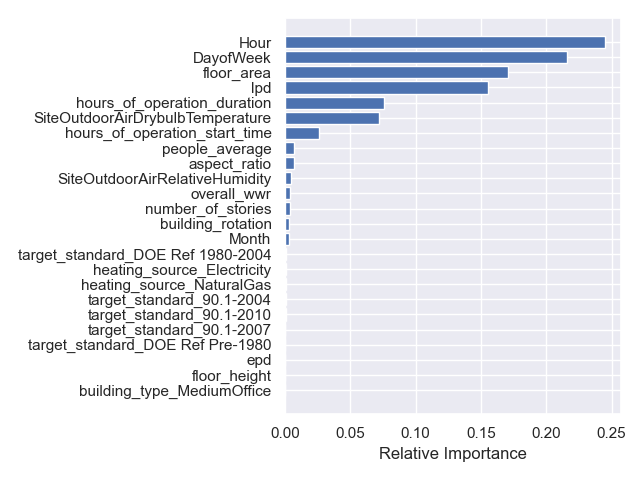 Hour
DayofWeek
floor_area
lpd
hours_of_operation_duration
SiteOutdoorAirDrybulbTemperature
hours_of_operation_start_time
people_average
aspect_ratio
SiteOutdoorAirRelativeHumidity
overall_wwr
number_of_stories
building_rotation
Month
target_standard_DOE Ref 1980-2004
heating_source_Electricity
heating_source_NaturalGas
target_standard_90.1-2004
target_standard_90.1-2010
target_standard_90.1-2007
target_standard_DOE Ref Pre-1980
epd
floor_height
building_type_MediumOffice
0.00 0.05 0.10 0.15 0.20 0.25
Relative Importance